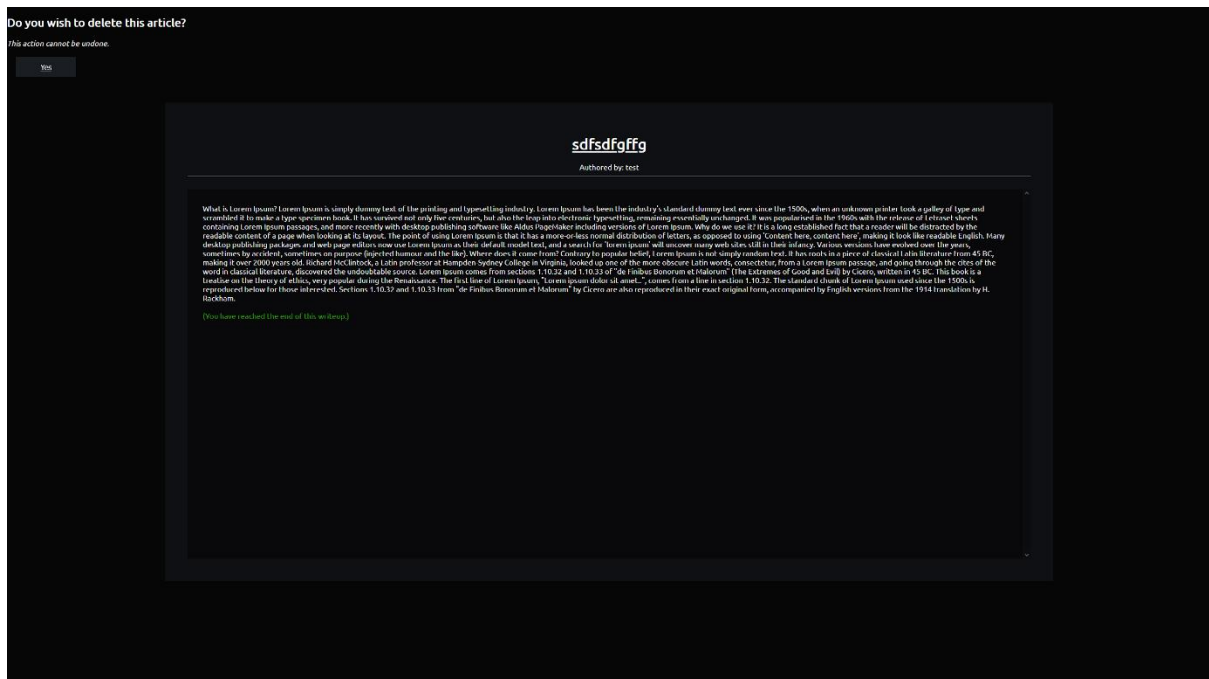 Do you wish to delete this article?
This action cannot be undone.
Yes
sdfsdfgffg
Authored by: test
What is Lorem Ipsum? Lorem Ipsum is simply dummy text of the printing and typesetting industry. Lorem Ipsum has been the industry's standard dummy text ever since the 1500s, when an unknown printer took a galley of type and
scrambled it to make a type specimen book. It has survived not only five centuries, but also the leap into electronic typesetting, remaining essentially unchanged. It was popularised in the 1960s with the release of Letraset sheets
containing Lorem Ipsum passages, and more recently with desktop publishing software like Aldus PageMaker including versions of Lorem Ipsum. Why do we use it? It is a long established fact that a reader will be distracted by the
readable content of a page when looking at its layout. The point of using Lorem Ipsum is that it has a more-or-less normal distribution of letters, as opposed to using 'Content here, content here', making it look like readable English. Many
desktop publishing packages and web page editors now use Lorem Ipsum as their default model text, and a search for 'lorem ipsum' will uncover many web sites still in their infancy. Various versions have evolved over the years,
sometimes by accident, sometimes on purpose (injected humour and the like). Where does it come from? Contrary to popular belief, Lorem Ipsum is not simply random text. It has roots in a piece of classical Latin literature from 45 BC,
making it over 2000 years old. Richard McClintock, a Latin professor at Hampden Sydney College in Virginia, looked up one of the more obscure Latin words, consectetur, from a Lorem Ipsum passage, and going through the cites of the
word in classical literature, discovered the undoubtable source. Lorem Ipsum comes from sections 1.10.32 and 1.10.33 of "de Finibus Bonorum et Malorum" (The Extremes of Good and Evil) by Cicero, written in 45 BC. This book is a
treatise on the theory of ethics, very popular during the Renaissance. The first line of Lorem Ipsum, "Lorem ipsum dolor sit amet..", comes from a line in section 1.10.32. The standard chunk of Lorem Ipsum used since the 1500s is
reproduced below for those interested. Sections 1.10.32 and 1.10.33 from "de Finibus Bonorum et Malorum" by Cicero are also reproduced in their exact original form, accompanied by English versions from the 1914 translation by H.
Rackham.
(You have reached the end of this writeup.)